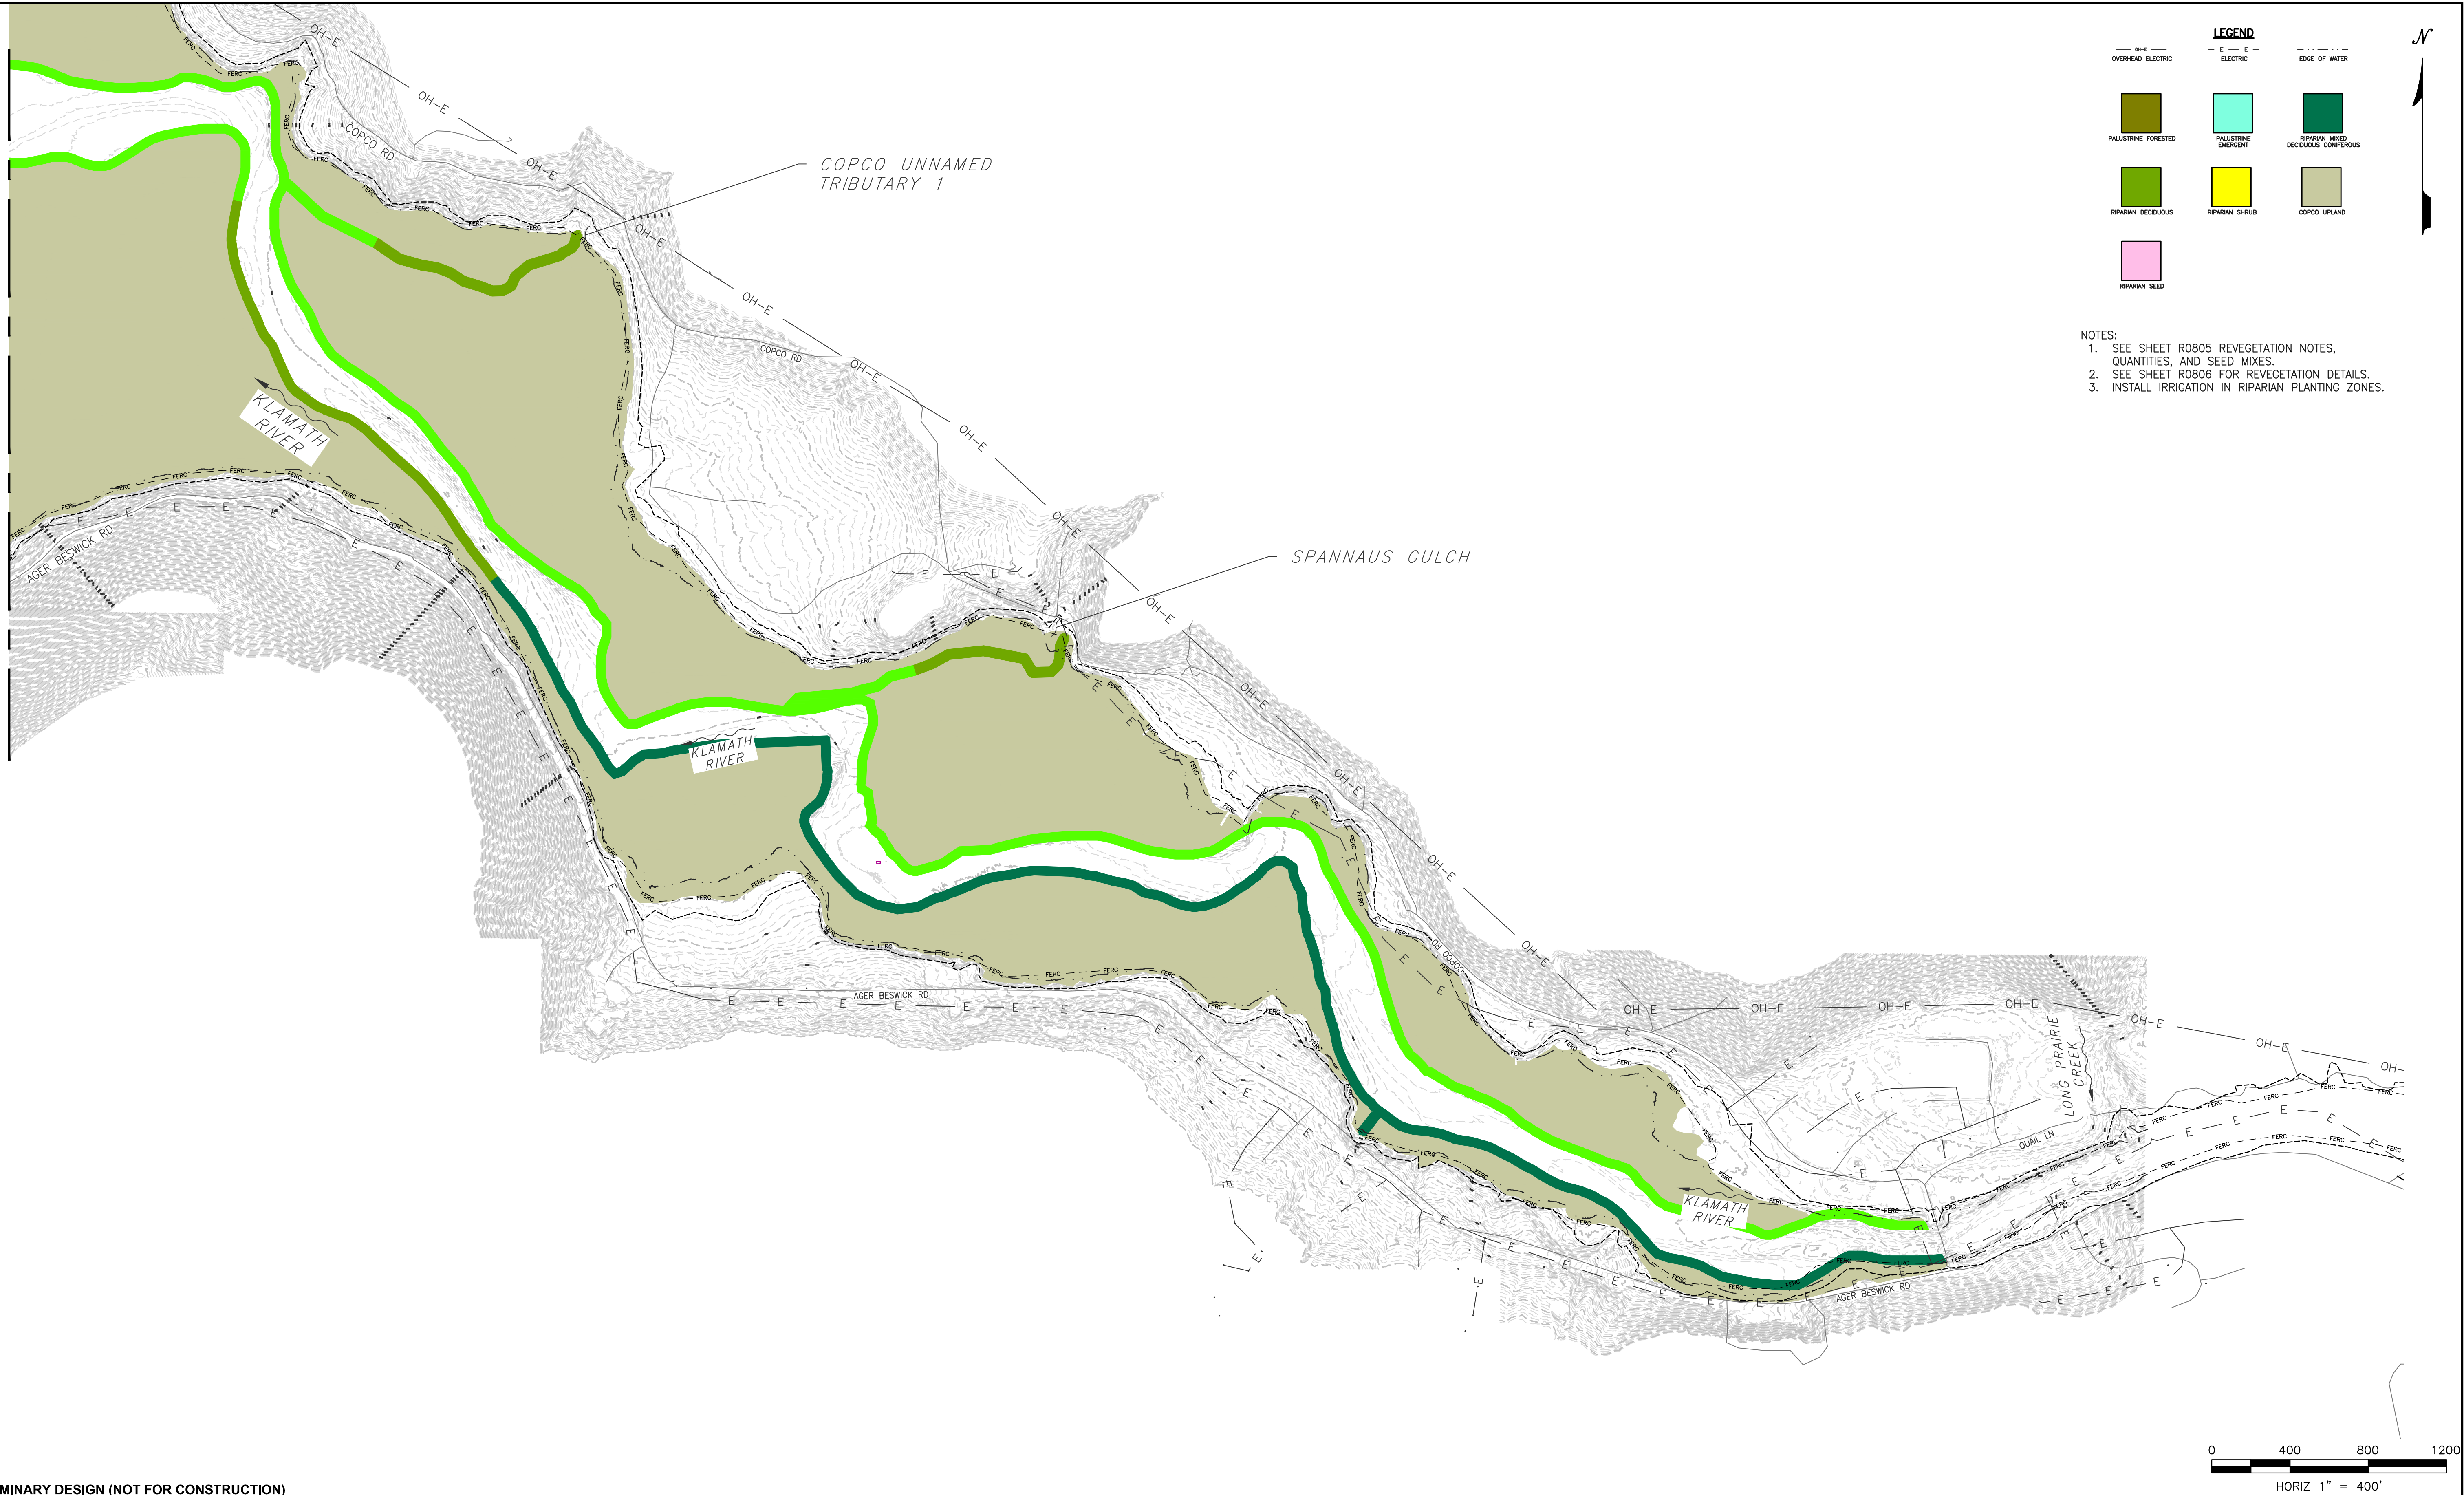 LEGEND
OH-E
OVERHEAD ELECTRIC
E E
ELECTRIC
EDGE OF WATER
PALUSTRINE FORESTED
PALUSTRINE
EMERGENT
RIPARIAN MIXED
DECIDUOUS CONIFEROUS
RIPARIAN DECIDUOUS
RIPARIAN SHRUB
COPCO UPLAND
RIPARIAN SEED
N
NOTES:
1. SEE SHEET R0805 REVEGETATION NOTES,
QUANTITIES, AND SEED MIXES.
2. SEE SHEET R0806 FOR REVEGETATION DETAILS.
3. INSTALL IRRIGATION IN RIPARIAN PLANTING ZONES.
COPCO UNNAMED
TRIBUTARY 1
SPANNAUS GULCH
COPCO RD
COPCO RD
COPCO RD
KLAMATH
RIVER
KLAMATH
RIVER
KLAMATH
RIVER
AGER BESWICK RD
AGER BESWICK RD
AGER BESWICK RD
LONG PRAIRIE
CREEK
QUAIL LN
OH-E
FERC
E
0 400 800 1200
HORIZ 1" = 400'
MINARY DESIGN (NOT FOR CONSTRUCTION)